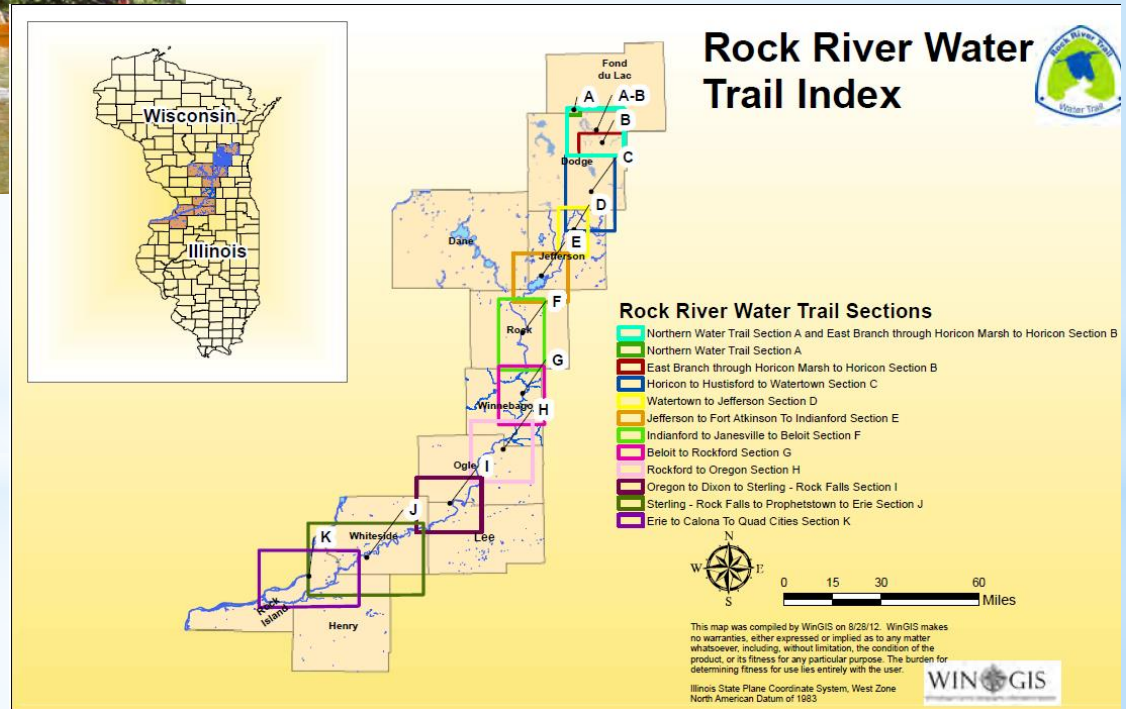 Rock River Water
Trail Index
Rock River Trail
Water Trail
Wisconsin
Illinois
Fond
du Lac
A
A-B
B
C
Dodge
D
Dane
E
Jefferson
F
Rock
G
Winnebago
H
Ogle
I
J
Whiteside
Lee
K
Rock
Island
Henry
Rock River Water Trail Sections
Northern Water Trail Section A and East Branch through Horicon Marsh to Horicon Section B
Northern Water Trail Section A
East Branch through Horicon Marsh to Horicon Section B
Horicon to Hustisford to Watertown Section C
Watertown to Jefferson Section D
Jefferson to Fort Atkinson To Indianford Section E
Indianford to Janesville to Beloit Section F
Beloit to Rockford Section G
Rockford to Oregon Section H
Oregon to Dixon to Sterling - Rock Falls Section I
Sterling - Rock Falls to Prophetstown to Erie Section J
Erie to Calona To Quad Cities Section K
N
W E
S
0 15 30 60
Miles
This map was compiled by WinGIS on 8/28/12. WinGIS makes
no warranties, either expressed or implied as to any matter
whatsoever, including, without limitation, the condition of the
product, or its fitness for any particular purpose. The burden for
determining fitness for use lies entirely with the user.
Illinois State Plane Coordinate System, West Zone
North American Datum of 1983
WIN GIS